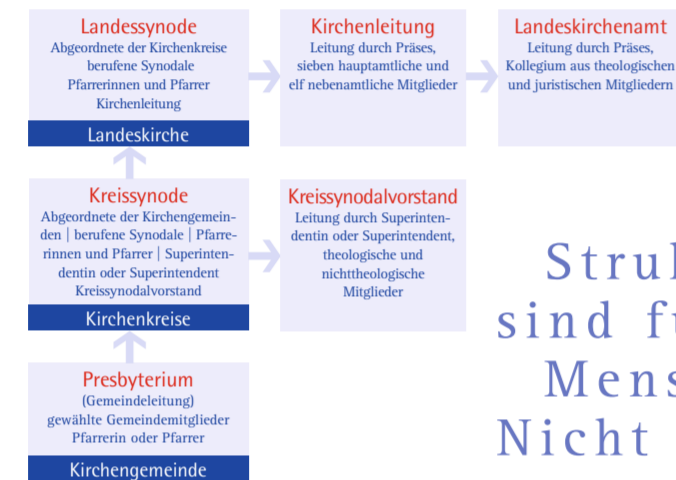 Landessynode
Abgeordnete der Kirchenkreise
berufene Synodale
Pfarrerinnen und Pfarrer
Kirchenleitung
Landeskirche
Kirchenleitung
Leitung durch Präses,
sieben hauptamtliche und
elf nebenamtliche Mitglieder
Landeskirchenamt
Leitung durch Präses,
Kollegium aus theologischen
und juristischen Mitgliedern
Kreissynode
Abgeordnete der Kirchengemein-
den | berufene Synodale | Pfarre-
rinnen und Pfarrer | Superinten-
dentin oder Superintendent
Kreissynodalvorstand
Kirchenkreise
Kreissynodalvorstand
Leitung durch Superinten-
dentin oder Superintendent,
theologische und
nichttheologische
Mitglieder
Presbyterium
(Gemeindeleitung)
gewählte Gemeindemitglieder
Pfarrerin oder Pfarrer
Kirchengemeinde
sind
Nicht